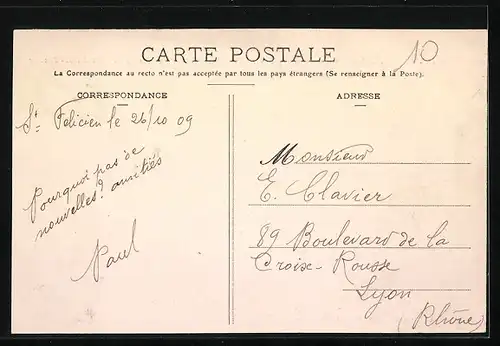 CARTE POSTALE
10
La Correspondance au recto n'est pas acceptée par tous les pays étrangers (Se renseigner à la Poste).
CORRESPONDANCE
St Felicien le 26/10 09
Pourquoi pas de
nouvelles? amitiés
Paul
ADRESSE
Monsieur
E. Clavier
89 Boulevard de la
Croix-Rousse
Lyon
(Rhône)